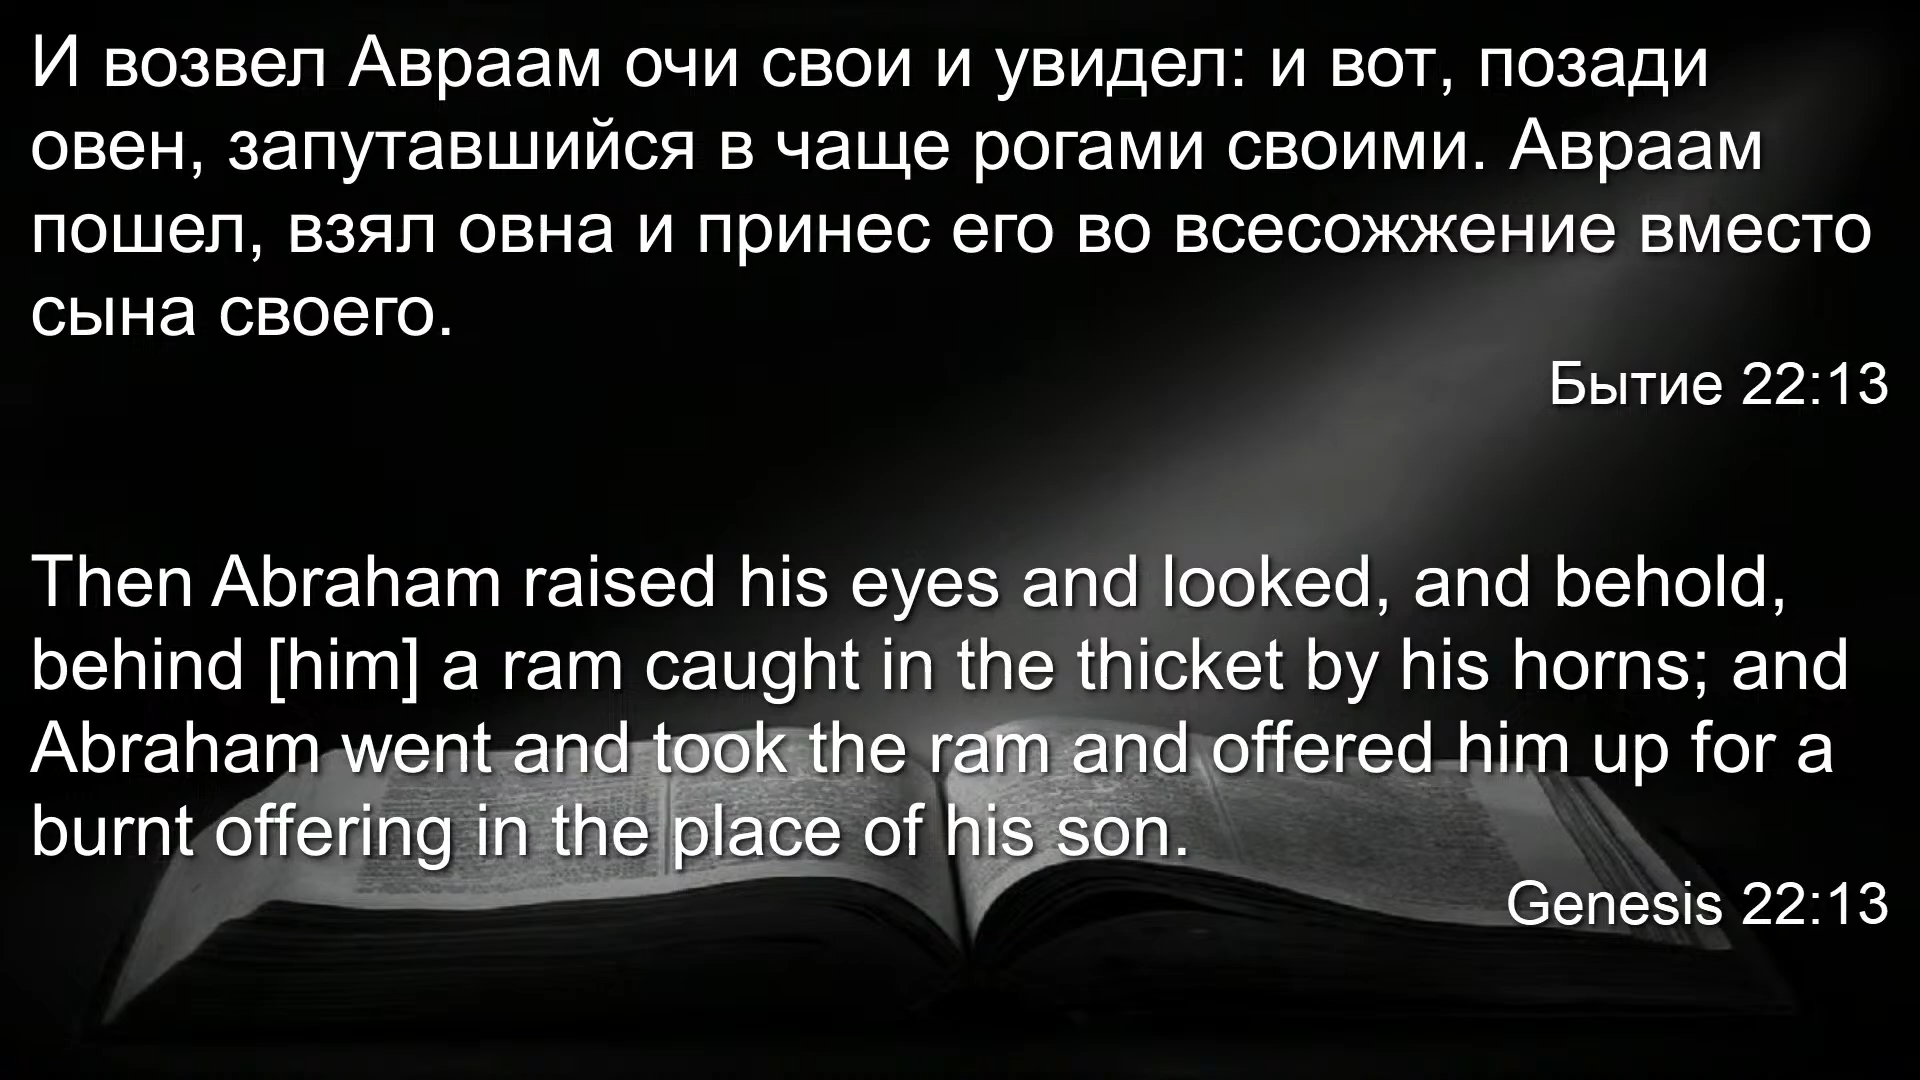 И возвел Авраам очи свои и увидел: и вот, позади
овен, запутавшийся в чаще рогами своими. Авраам
пошел, взял овна и принес его во всесожжение вместо
сына своего.
Бытие 22:13
Then Abraham raised his eyes and looked, and behold,
behind [him] a ram caught in the thicket by his horns; and
Abraham went and took the ram and offered him up for a
burnt offering in the place of his son.
Genesis 22:13